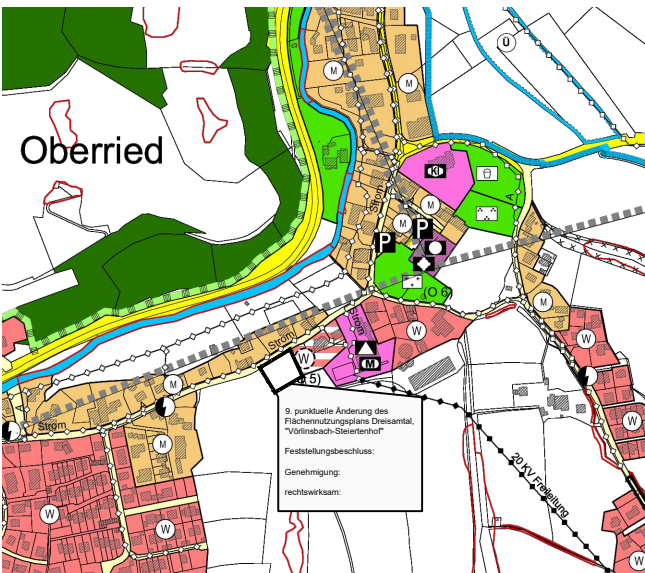 Ü
M
M
Oberried
KI
A
Strom
M
M
P
P
(O 6)
M
Strom
W
W
Strom
M
W
5)
M
Strom
M
W
W
W
W
20 KV Freileitung
9. punktuelle Änderung des
Flächennutzungsplans Dreisamtal,
"Vörlinsbach-Steiertenhof"
Feststellungsbeschluss:
Genehmigung:
rechtswirksam: